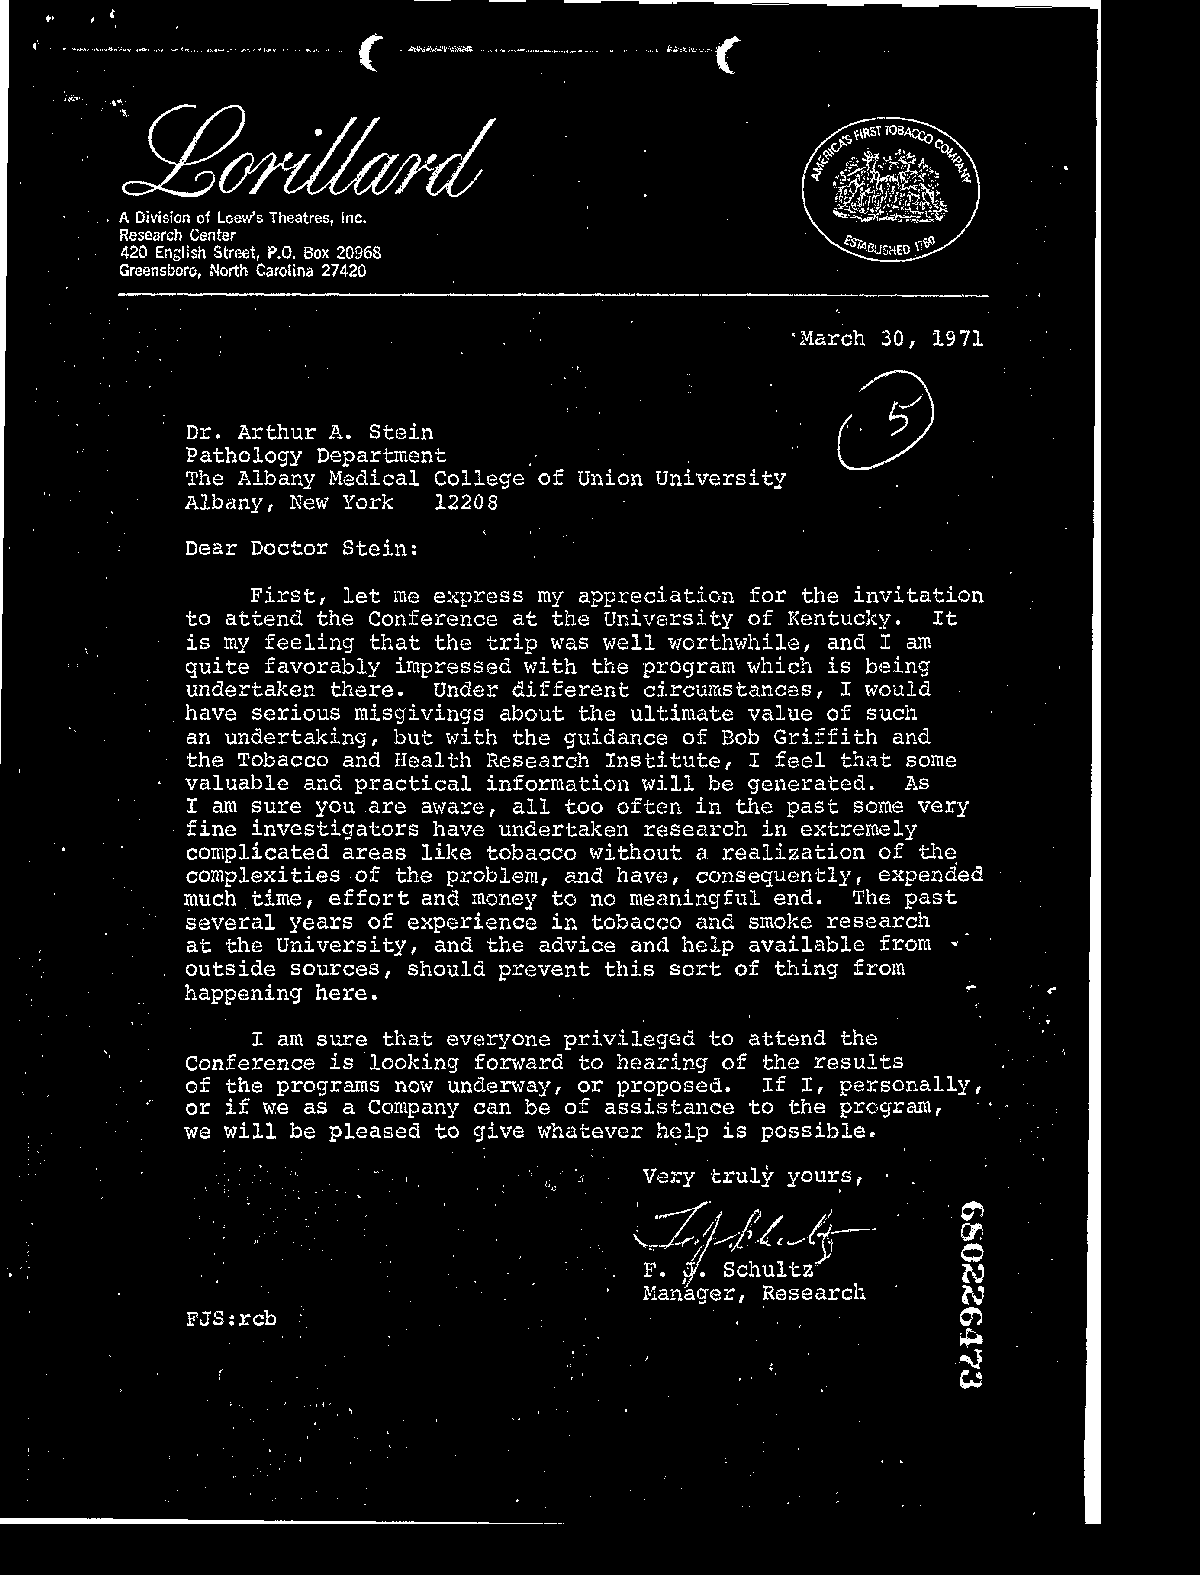 Lorillard
AMERICA'S FIRST TOBACCO COMPANY
ESTABLISHED 1760
A Division of Loew's Theatres, Inc.
Research Center
420 English Street, P.O. Box 20968
Greensboro, North Carolina 27420
March 30, 1971
5
Dr. Arthur A. Stein
Pathology Department
The Albany Medical College of Union University
Albany, New York 12208
Dear Doctor Stein:
First, let me express my appreciation for the invitation
to attend the Conference at the University of Kentucky. It
is my feeling that the trip was well worthwhile, and I am
quite favorably impressed with the program which is being
undertaken there. Under different circumstances, I would
have serious misgivings about the ultimate value of such
an undertaking, but with the guidance of Bob Griffith and
the Tobacco and Health Research Institute, I feel that some
valuable and practical information will be generated. As
I am sure you are aware, all too often in the past some very
fine investigators have undertaken research in extremely
complicated areas like tobacco without a realization of the
complexities of the problem, and have, consequently, expended
much time, effort and money to no meaningful end. The past
several years of experience in tobacco and smoke research
at the University, and the advice and help available from
outside sources, should prevent this sort of thing from
happening here.
I am sure that everyone privileged to attend the
Conference is looking forward to hearing of the results
of the programs now underway, or proposed. If I, personally,
or if we as a Company can be of assistance to the program,
we will be pleased to give whatever help is possible.
Very truly yours,
F. J. Schultz
F. J. Schultz
Manager, Research
FJS:rcb
680226473